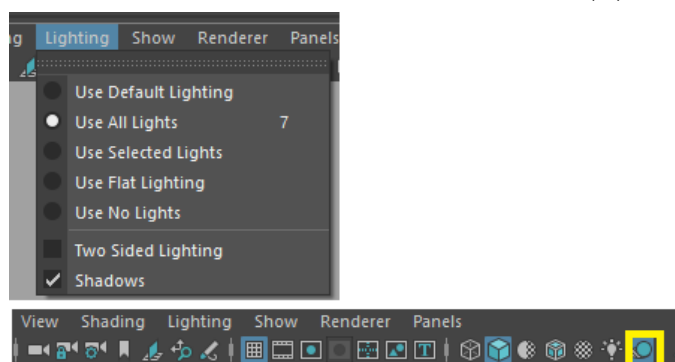 Lighting Show Renderer Panels
Use Default Lighting
Use All Lights 7
Use Selected Lights
Use Flat Lighting
Use No Lights
Two Sided Lighting
Shadows
View Shading Lighting Show Renderer Panels
T